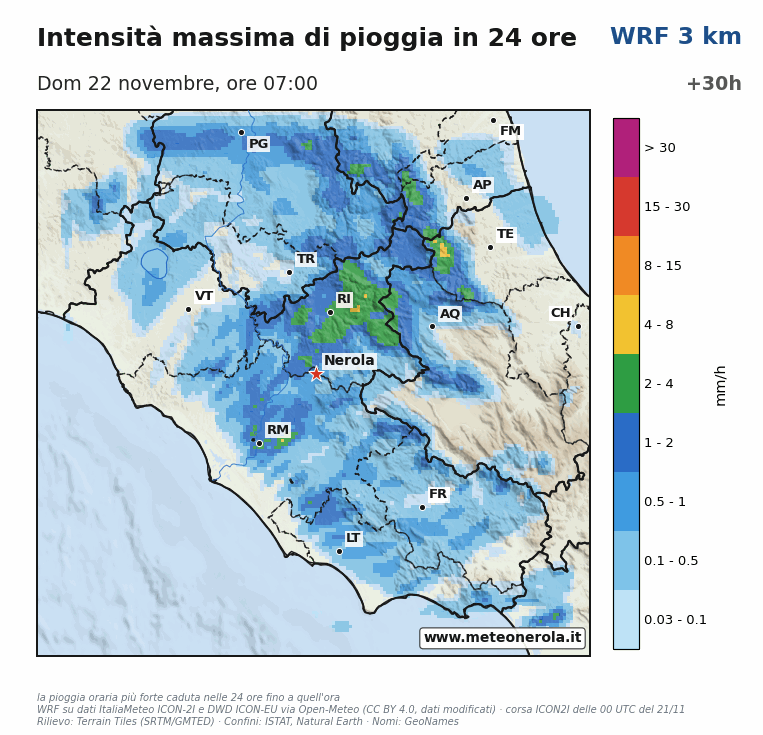 Intensità massima di pioggia in 24 ore
WRF 3 km
Dom 22 novembre, ore 07:00
+30h
FM
PG
AP
TE
TR
VT
RI
AQ
CH
Nerola
RM
FR
LT
www.meteonerola.it
> 30
15 - 30
8 - 15
4 - 8
2 - 4
1 - 2
0.5 - 1
0.1 - 0.5
0.03 - 0.1
mm/h
la pioggia oraria più forte caduta nelle 24 ore fino a quell'ora
WRF su dati ItaliaMeteo ICON-2I e DWD ICON-EU via Open-Meteo (CC BY 4.0, dati modificati) · corsa ICON2I delle 00 UTC del 21/11
Rilievo: Terrain Tiles (SRTM/GMTED) · Confini: ISTAT, Natural Earth · Nomi: GeoNames